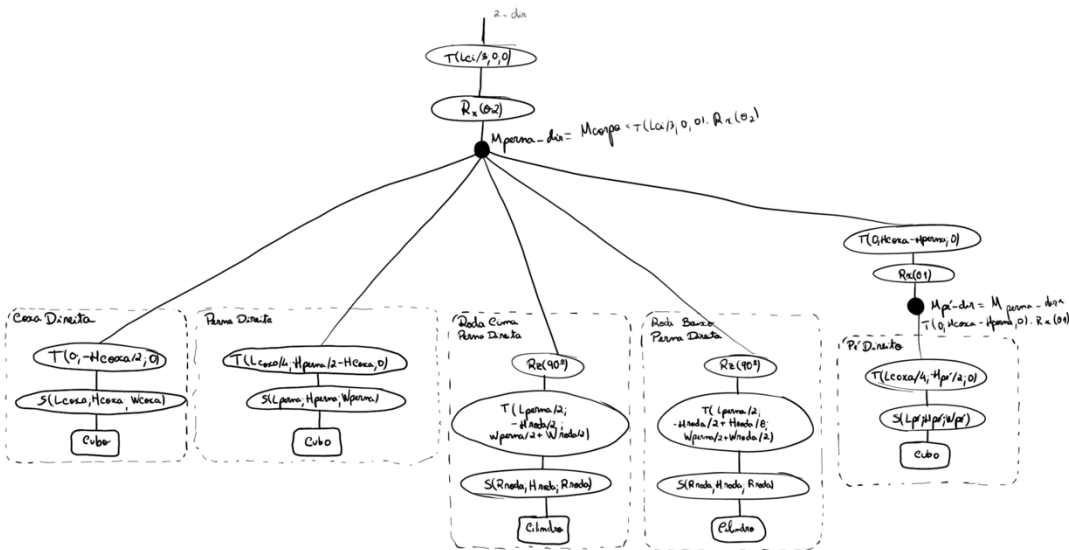 2-dir
T(Lci/3, 0, 0)
Rx(θ2)
Mperna-dir = Mcorpo × T(Lci/3, 0, 0). Rx(θ2)
T(0, Hcoxa-Hperna, 0)
Rx(θ1)
Mpé-dir = Mperna-dir ×
T(0, Hcoxa-Hperna, 0). Rx(θ1)
Coxa Direita
T(0, -Hcoxa/2, 0)
S(Lcoxa, Hcoxa, Wcoxa)
Cubo
Perna Direita
T(Lcoxa/4, -Hperna/2-Hcoxa, 0)
S(Lperna, Hperna, Wperna)
Cubo
Roda Cima
Perna Direita
Rz(90º)
T(Lperna/2;
-Hroda/2;
Wperna/2+Wroda/2)
S(Rroda, Hroda, Rroda)
Cilindro
Roda Baixo
Perna Direita
Rz(90º)
T(Lperna/2;
-Hroda/2+Hroda/8;
Wperna/2+Wroda/2)
S(Rroda, Hroda, Rroda)
Cilindro
Pé Direito
T(Lcoxa/4, -Hpé/2, 0)
S(Lpé, Hpé, Wpé)
Cubo